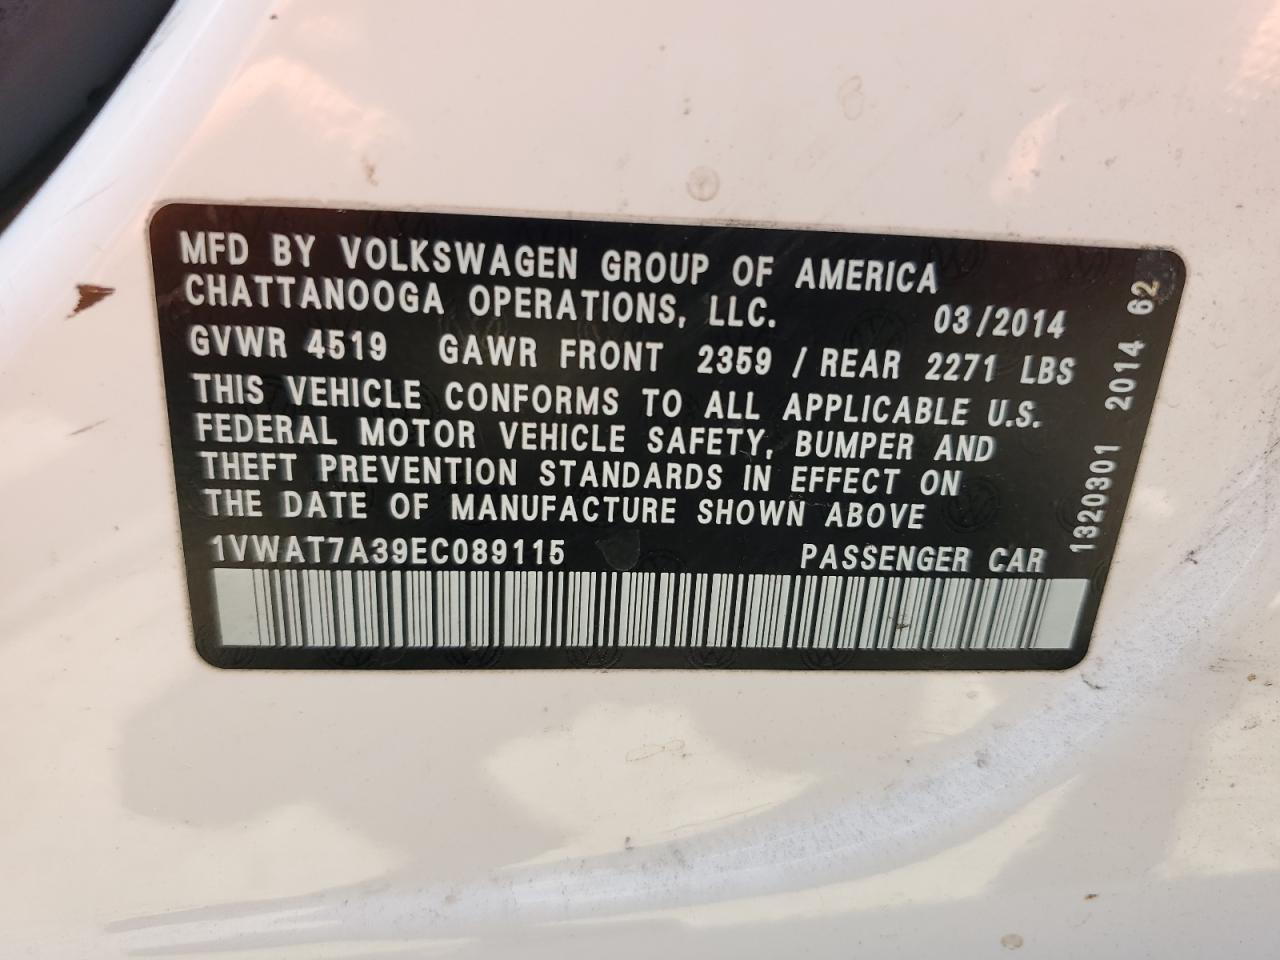 MFD BY VOLKSWAGEN GROUP OF AMERICA
CHATTANOOGA OPERATIONS, LLC. 03/2014
GVWR 4519 GAWR FRONT 2359 / REAR 2271 LBS
THIS VEHICLE CONFORMS TO ALL APPLICABLE U.S.
FEDERAL MOTOR VEHICLE SAFETY, BUMPER AND
THEFT PREVENTION STANDARDS IN EFFECT ON
THE DATE OF MANUFACTURE SHOWN ABOVE
1VWAT7A39EC089115 PASSENGER CAR
1320301 2014 62